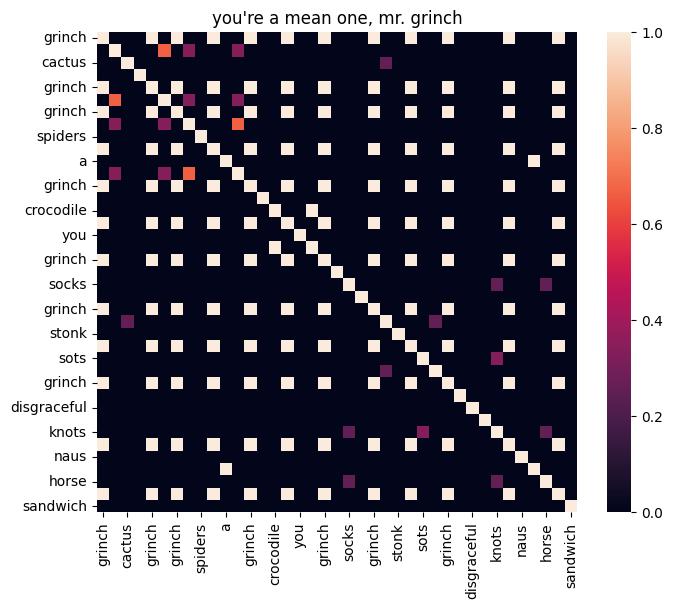 you're a mean one, mr. grinch
grinch
cactus
grinch
grinch
spiders
a
grinch
crocodile
you
grinch
socks
grinch
stonk
sots
grinch
disgraceful
knots
naus
horse
sandwich
1.0
0.8
0.6
0.4
0.2
0.0
grinch
cactus
grinch
grinch
spiders
a
grinch
crocodile
you
grinch
socks
grinch
stonk
sots
grinch
disgraceful
knots
naus
horse
sandwich